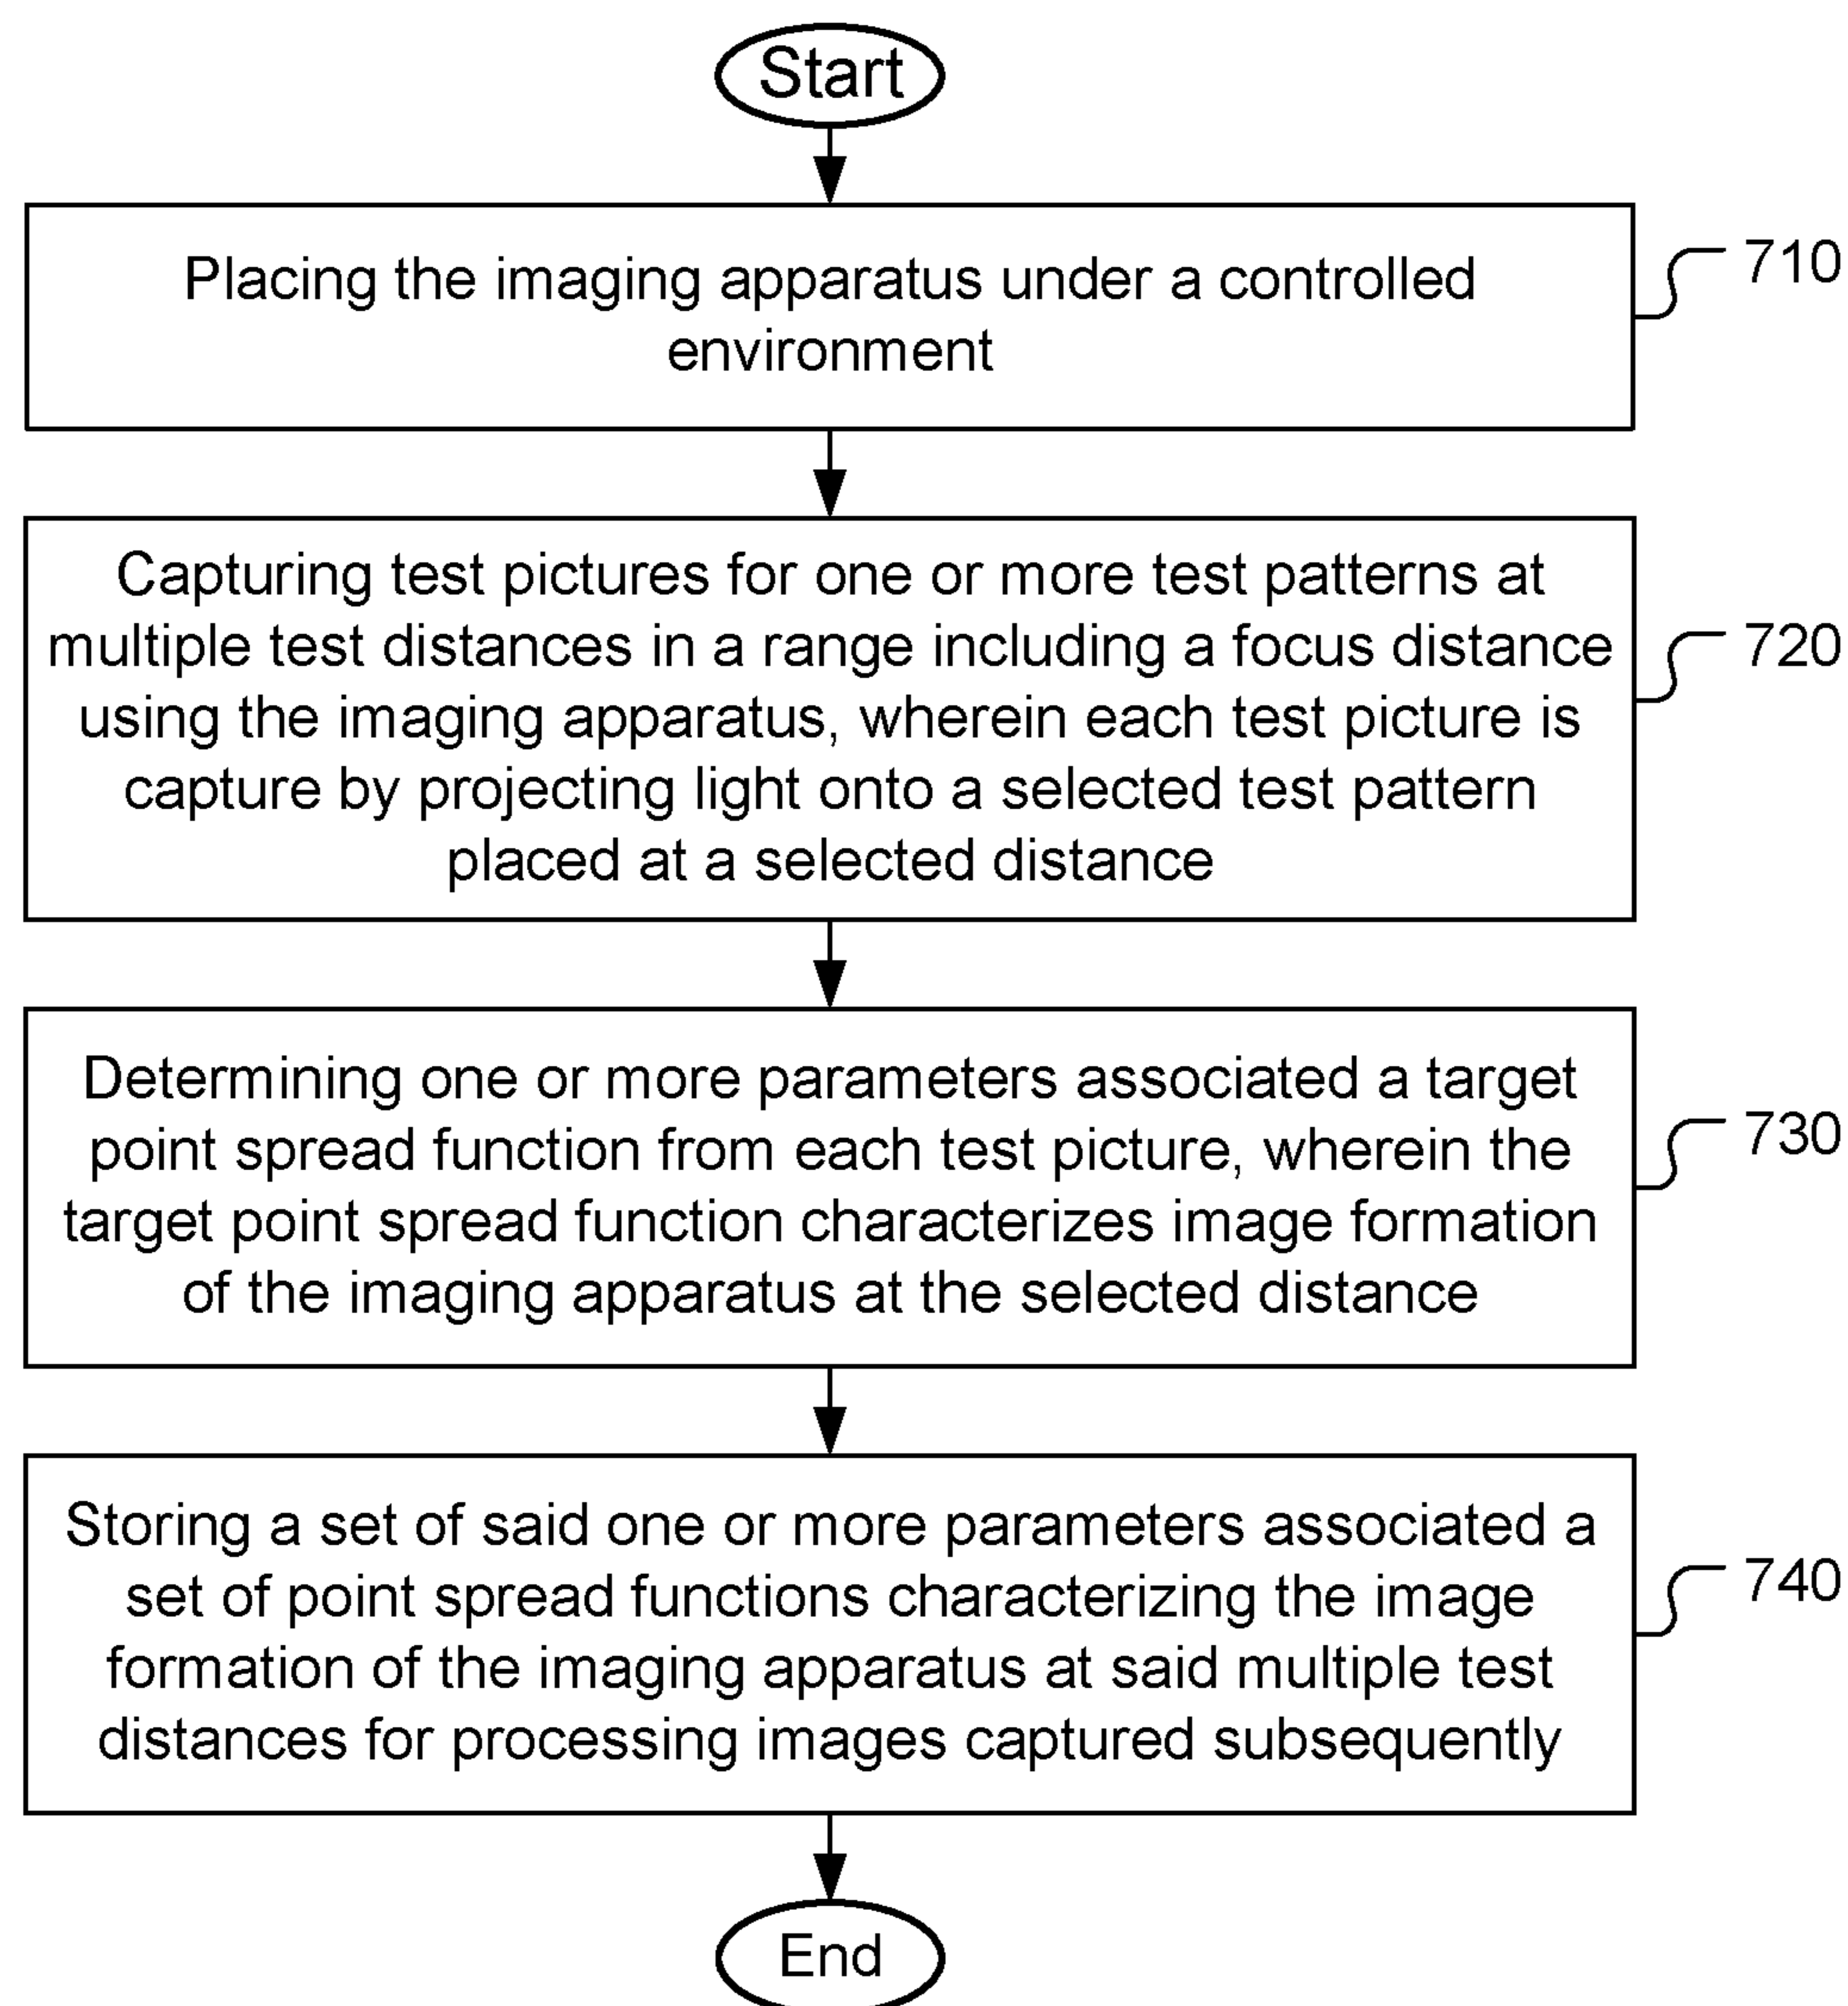 Start
Placing the imaging apparatus under a controlled
environment
710
Capturing test pictures for one or more test patterns at
multiple test distances in a range including a focus distance
using the imaging apparatus, wherein each test picture is
capture by projecting light onto a selected test pattern
placed at a selected distance
720
Determining one or more parameters associated a target
point spread function from each test picture, wherein the
target point spread function characterizes image formation
of the imaging apparatus at the selected distance
730
Storing a set of said one or more parameters associated a
set of point spread functions characterizing the image
formation of the imaging apparatus at said multiple test
distances for processing images captured subsequently
740
End